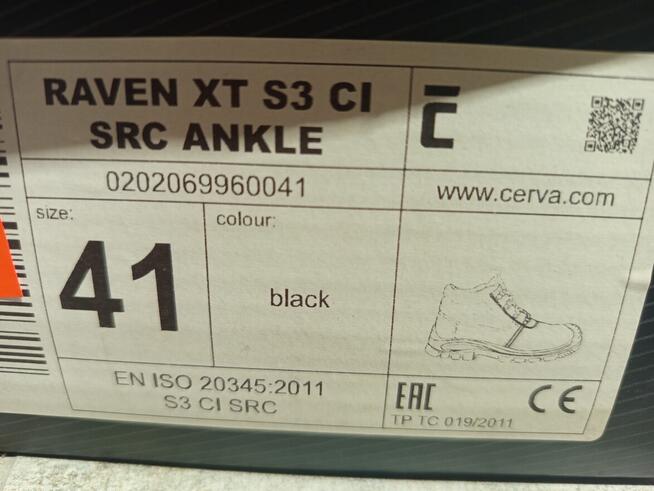 RAVEN XT S3 CI
SRC ANKLE
0202069960041
www.cerva.com
size:
41
colour:
black
EN ISO 20345:2011
S3 CI SRC
EAC
CE
TP TC 019/2011